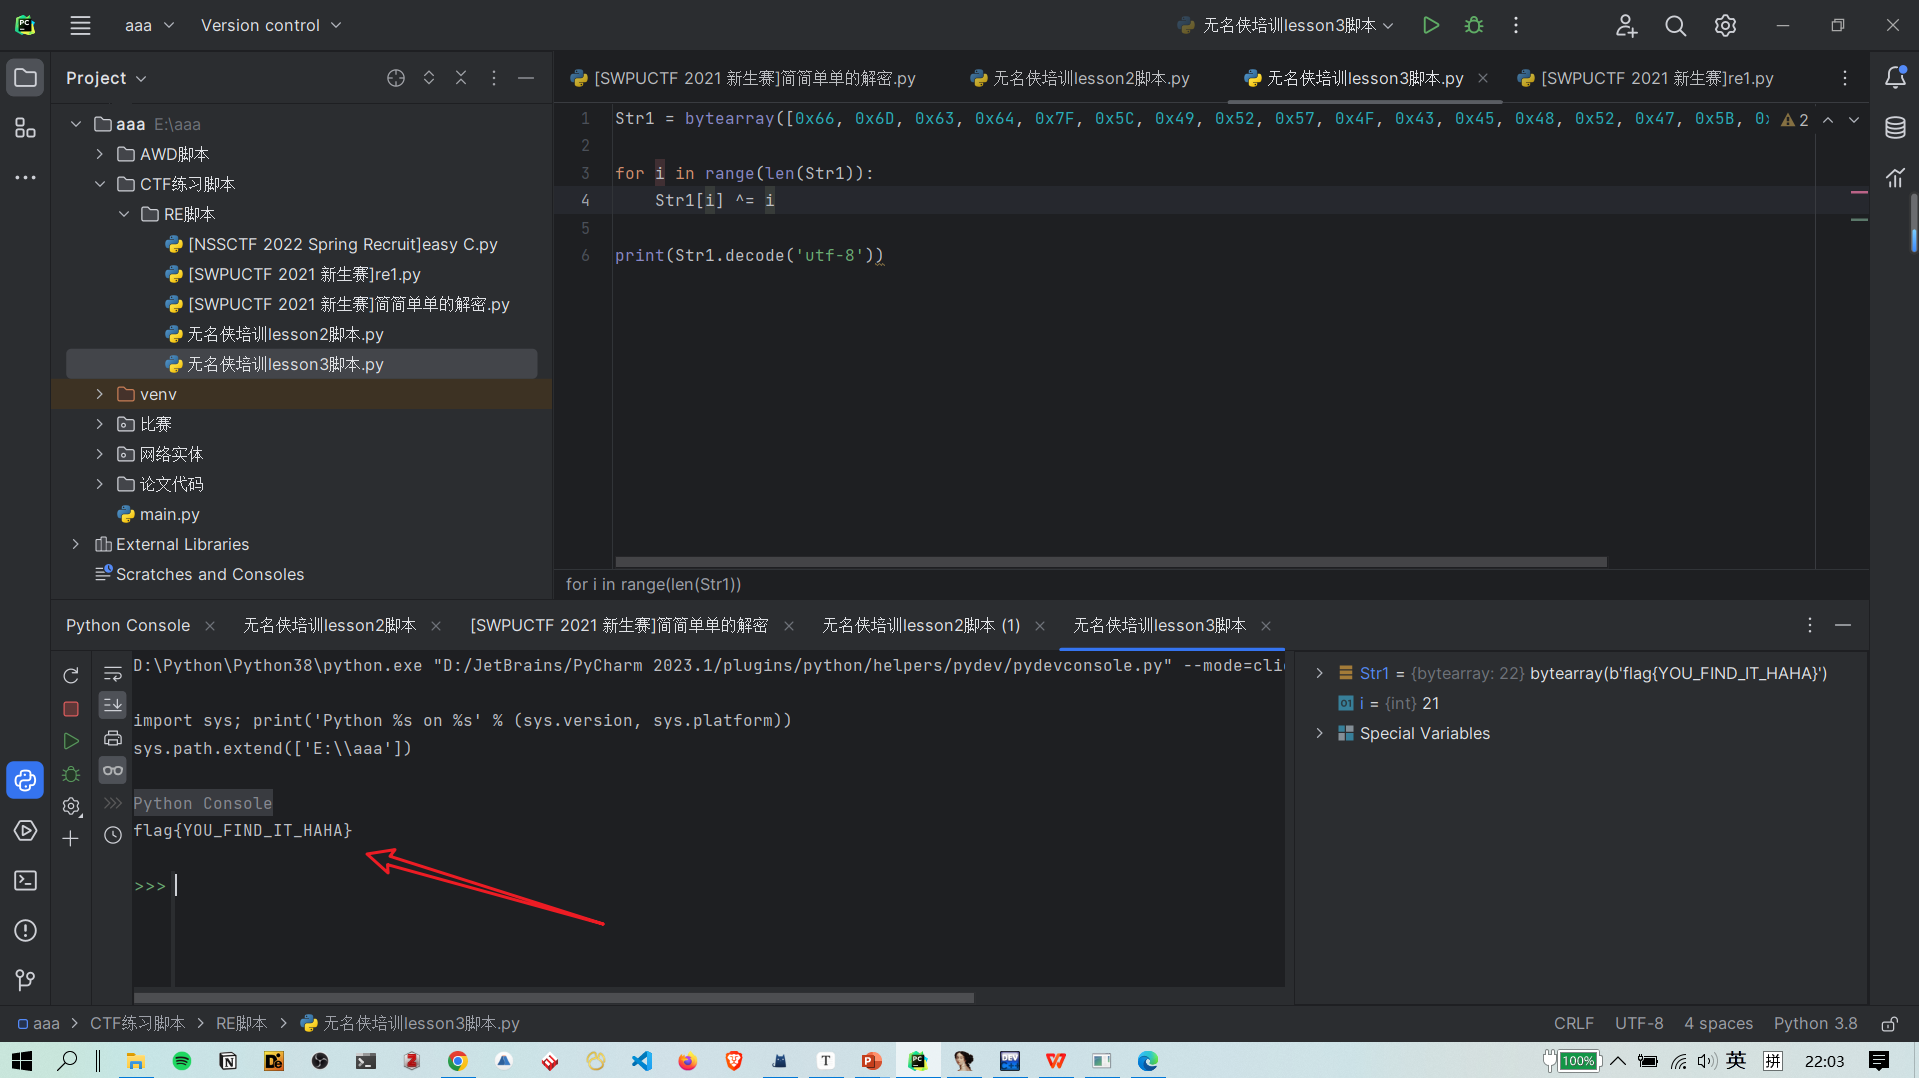 aaa
Version control
无名侠培训lesson3脚本
Project
[SWPUCTF 2021 新生赛]简简单单的解密.py
无名侠培训lesson2脚本.py
无名侠培训lesson3脚本.py
[SWPUCTF 2021 新生赛]re1.py
aaa E:\aaa
AWD脚本
CTF练习脚本
RE脚本
[NSSCTF 2022 Spring Recruit]easy C.py
[SWPUCTF 2021 新生赛]re1.py
[SWPUCTF 2021 新生赛]简简单单的解密.py
无名侠培训lesson2脚本.py
无名侠培训lesson3脚本.py
venv
比赛
网络实体
论文代码
main.py
External Libraries
Scratches and Consoles
1 Str1 = bytearray([0x66, 0x6D, 0x63, 0x64, 0x7F, 0x5C, 0x49, 0x52, 0x57, 0x4F, 0x43, 0x45, 0x48, 0x52, 0x47, 0x5B, 0x
2
2
3 for i in range(len(Str1)):
4 Str1[i] ^= i
5
6 print(Str1.decode('utf-8'))
for i in range(len(Str1))
Python Console
无名侠培训lesson2脚本
[SWPUCTF 2021 新生赛]简简单单的解密
无名侠培训lesson2脚本 (1)
无名侠培训lesson3脚本
D:\Python\Python38\python.exe "D:/JetBrains/PyCharm 2023.1/plugins/python/helpers/pydev/pydevconsole.py" --mode=clie
import sys; print('Python %s on %s' % (sys.version, sys.platform))
sys.path.extend(['E:\\aaa'])
Python Console
flag{YOU_FIND_IT_HAHA}
>>>
Str1 = {bytearray: 22} bytearray(b'flag{YOU_FIND_IT_HAHA}')
i = {int} 21
Special Variables
aaa > CTF练习脚本 > RE脚本 > 无名侠培训lesson3脚本.py
CRLF
UTF-8
4 spaces
Python 3.8
100%
英
拼
22:03